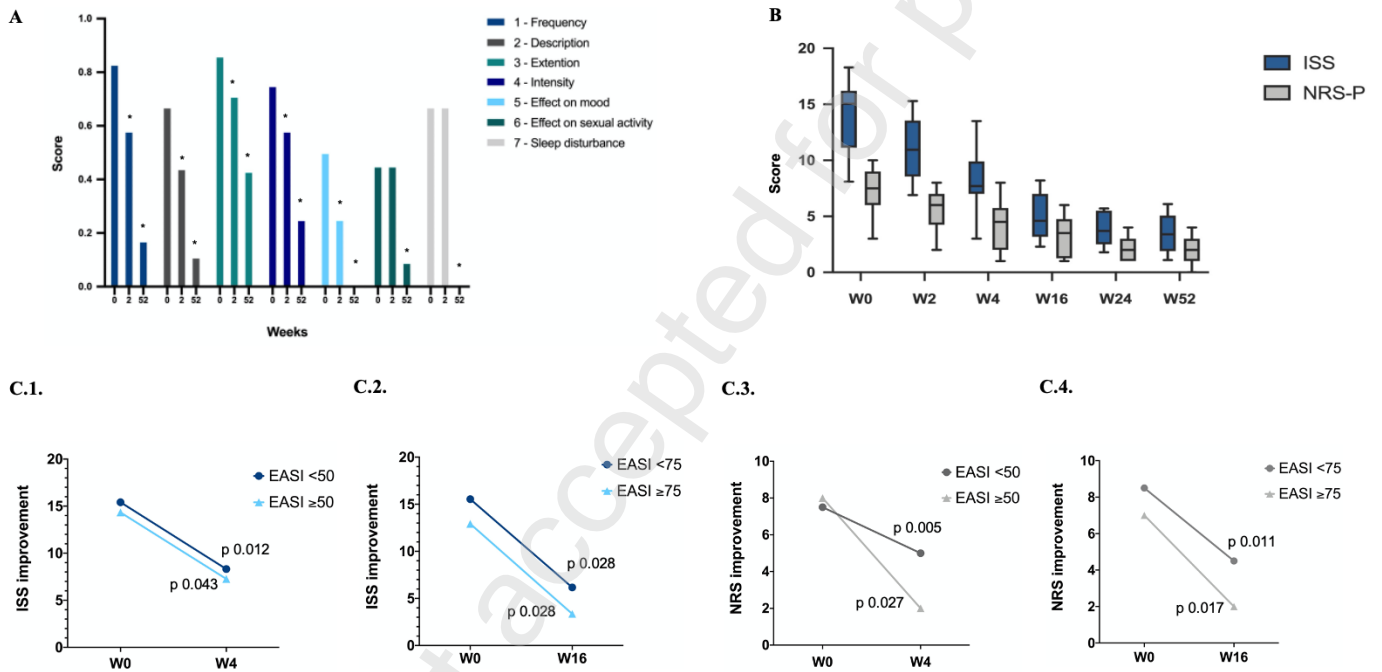 A
1.0
0.8
0.6
0.4
0.2
0.0
Score
0 2 52 0 2 52 0 2 52 0 2 52 0 2 52 0 2 52 0 2 52
* * * * * * * * * * * *
Weeks
1 - Frequency
2 - Description
3 - Extention
4 - Intensity
5 - Effect on mood
6 - Effect on sexual activity
7 - Sleep disturbance
B
20
15
10
5
0
Score
W0 W2 W4 W16 W24 W52
ISS
NRS-P
C.1.
20
15
10
5
0
ISS improvement
W0 W4
EASI <50
EASI ≥50
p 0.012
p 0.043
C.2.
20
15
10
5
0
ISS improvement
W0 W16
EASI <75
EASI ≥75
p 0.028
p 0.028
C.3.
10
8
6
4
2
0
NRS improvement
W0 W4
EASI <50
EASI ≥50
p 0.005
p 0.027
C.4.
10
8
6
4
2
0
NRS improvement
W0 W16
EASI <75
EASI ≥75
p 0.011
p 0.017
accepted for p